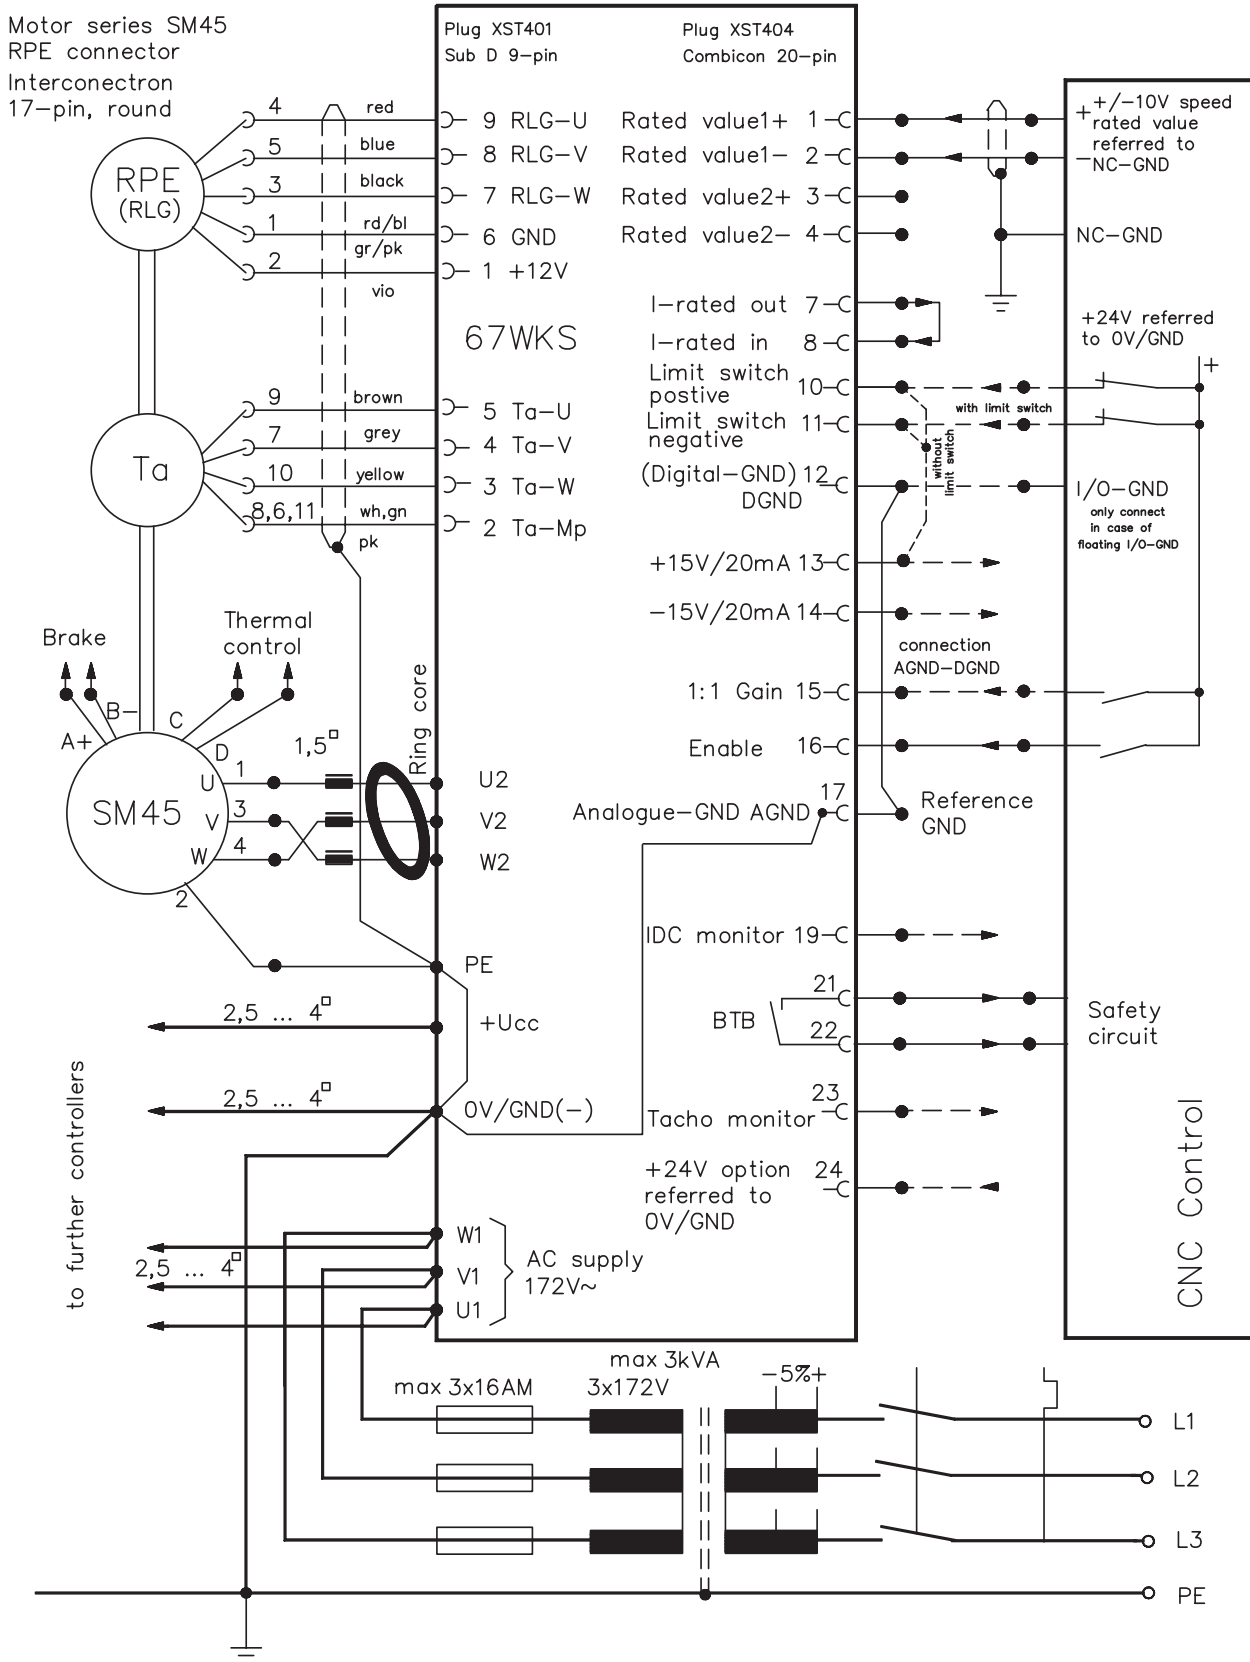 Motor series SM45
RPE connector
Interconectron
17-pin, round
Plug XST401
Sub D 9-pin
Plug XST404
Combicon 20-pin
RPE
(RLG)
4 red
5 blue
3 black
1 rd/bl
gr/pk
2
vio
9 RLG-U
8 RLG-V
7 RLG-W
6 GND
1 +12V
67WKS
Rated value1+ 1
Rated value1- 2
Rated value2+ 3
Rated value2- 4
+ +/-10V speed
rated value
referred to
- NC-GND
NC-GND
I-rated out 7
I-rated in 8
+24V referred
to 0V/GND
+
Ta
9 brown
7 grey
10 yellow
8,6,11 wh,gn
pk
5 Ta-U
4 Ta-V
3 Ta-W
2 Ta-Mp
Limit switch
postive 10
Limit switch
negative 11
(Digital-GND) 12
DGND
with limit switch
without
limit switch
I/O-GND
only connect
in case of
floating I/O-GND
+15V/20mA 13
-15V/20mA 14
connection
AGND-DGND
1:1 Gain 15
Enable 16
17
Analogue-GND AGND
Reference
GND
Brake
Thermal
control
B-
C
A+
D
1,5□
Ring core
SM45
U 1
V 3
W 4
2
U2
V2
W2
PE
IDC monitor 19
21
BTB
22
Safety
circuit
2,5 ... 4□
+Ucc
2,5 ... 4□
0V/GND(-)
23
Tacho monitor
+24V option 24
referred to
0V/GND
to further controllers
2,5 ... 4□
W1
V1
U1
AC supply
172V~
CNC Control
max 3kVA
max 3x16AM
3x172V
-5%+
L1
L2
L3
PE